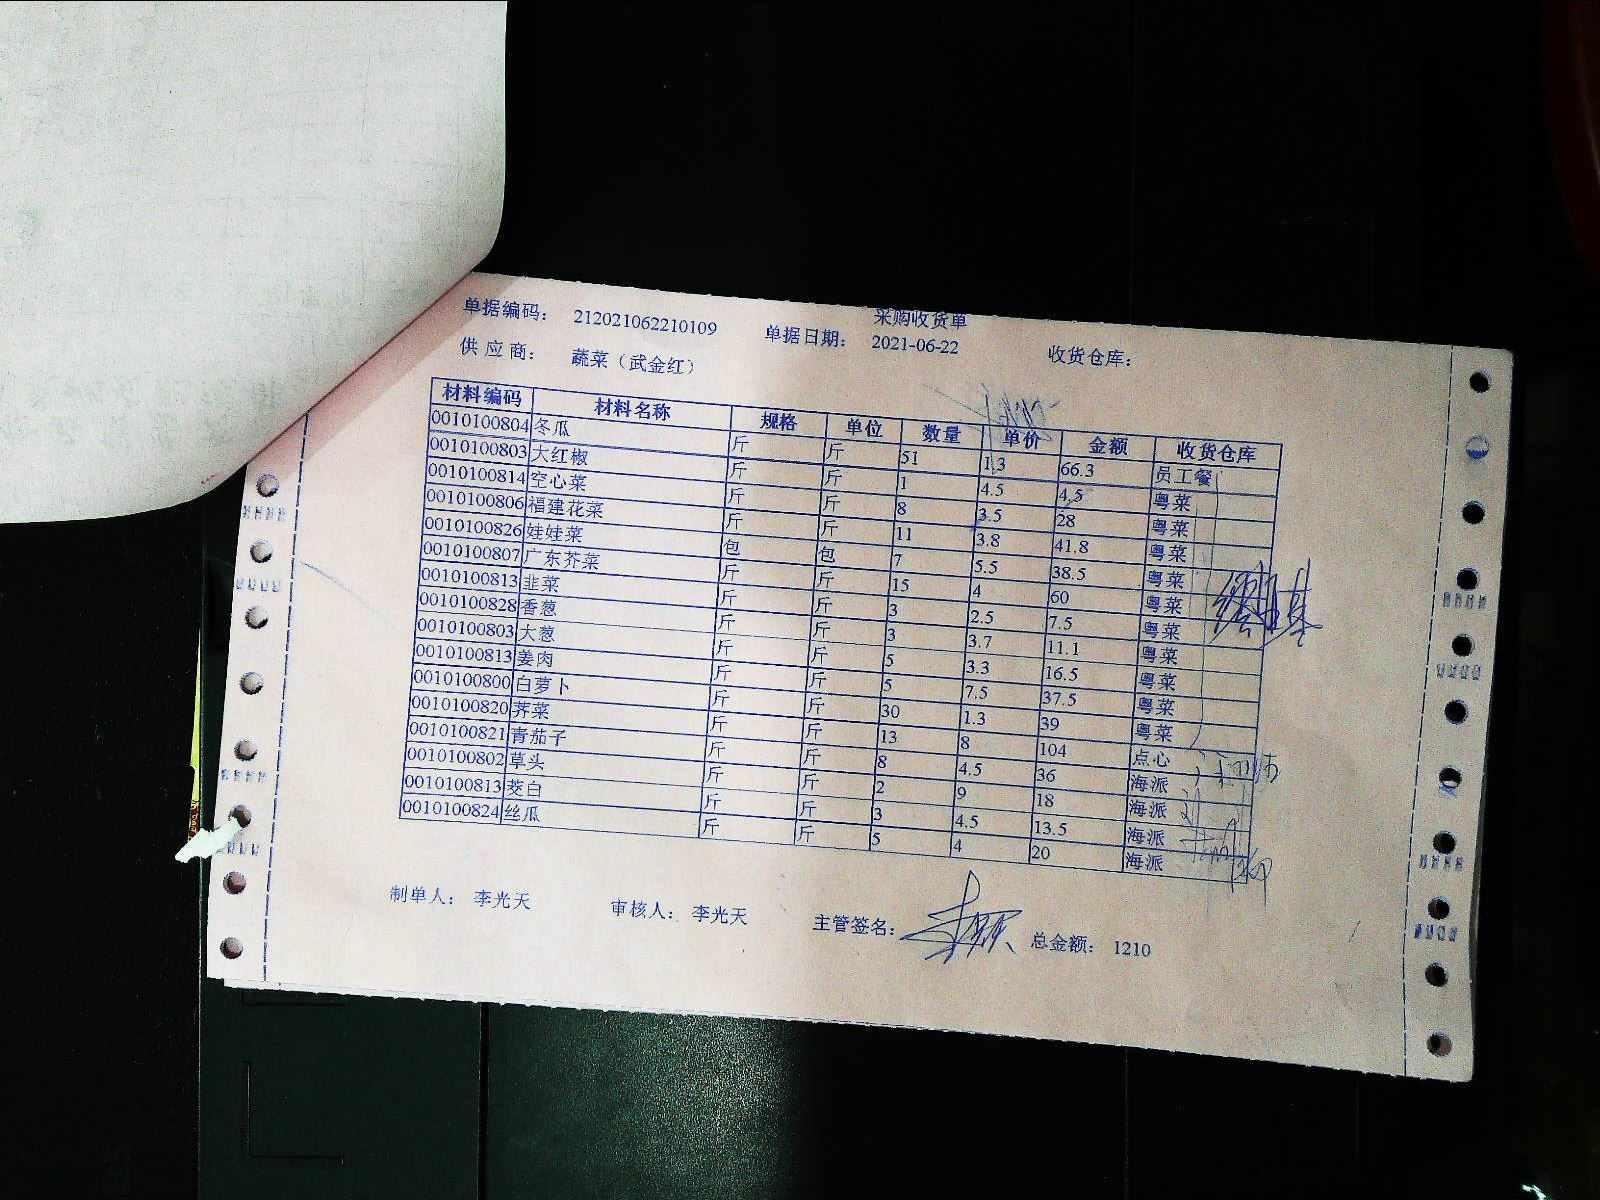 采购收货单
单据编码： 212021062210109 单据日期： 2021-06-22 收货仓库：
供 应 商： 蔬菜（武金红）
材料编码 材料名称 规格 单位 数量 单价 金额 收货仓库
0010100804 冬瓜 斤 斤 51 1.3 66.3 员工餐
0010100803 大红椒 斤 斤 1 4.5 4.5 粤菜
0010100814 空心菜 斤 斤 8 3.5 28 粤菜
0010100806 福建花菜 斤 斤 11 3.8 41.8 粤菜
0010100826 娃娃菜 包 包 7 5.5 38.5 粤菜
0010100807 广东芥菜 斤 斤 15 4 60 粤菜
0010100813 韭菜 斤 斤 3 2.5 7.5 粤菜
0010100828 香葱 斤 斤 3 3.7 11.1 粤菜
0010100803 大葱 斤 斤 5 3.3 16.5 粤菜
0010100813 姜肉 斤 斤 5 7.5 37.5 粤菜
0010100800 白萝卜 斤 斤 30 1.3 39 粤菜
0010100820 荠菜 斤 斤 13 8 104 点心
0010100821 青茄子 斤 斤 8 4.5 36 海派
0010100802 草头 斤 斤 2 9 18 海派
0010100813 茭白 斤 斤 3 4.5 13.5 海派
0010100824 丝瓜 斤 斤 5 4 20 海派
制单人： 李光天 审核人： 李光天 主管签名： 总金额： 1210